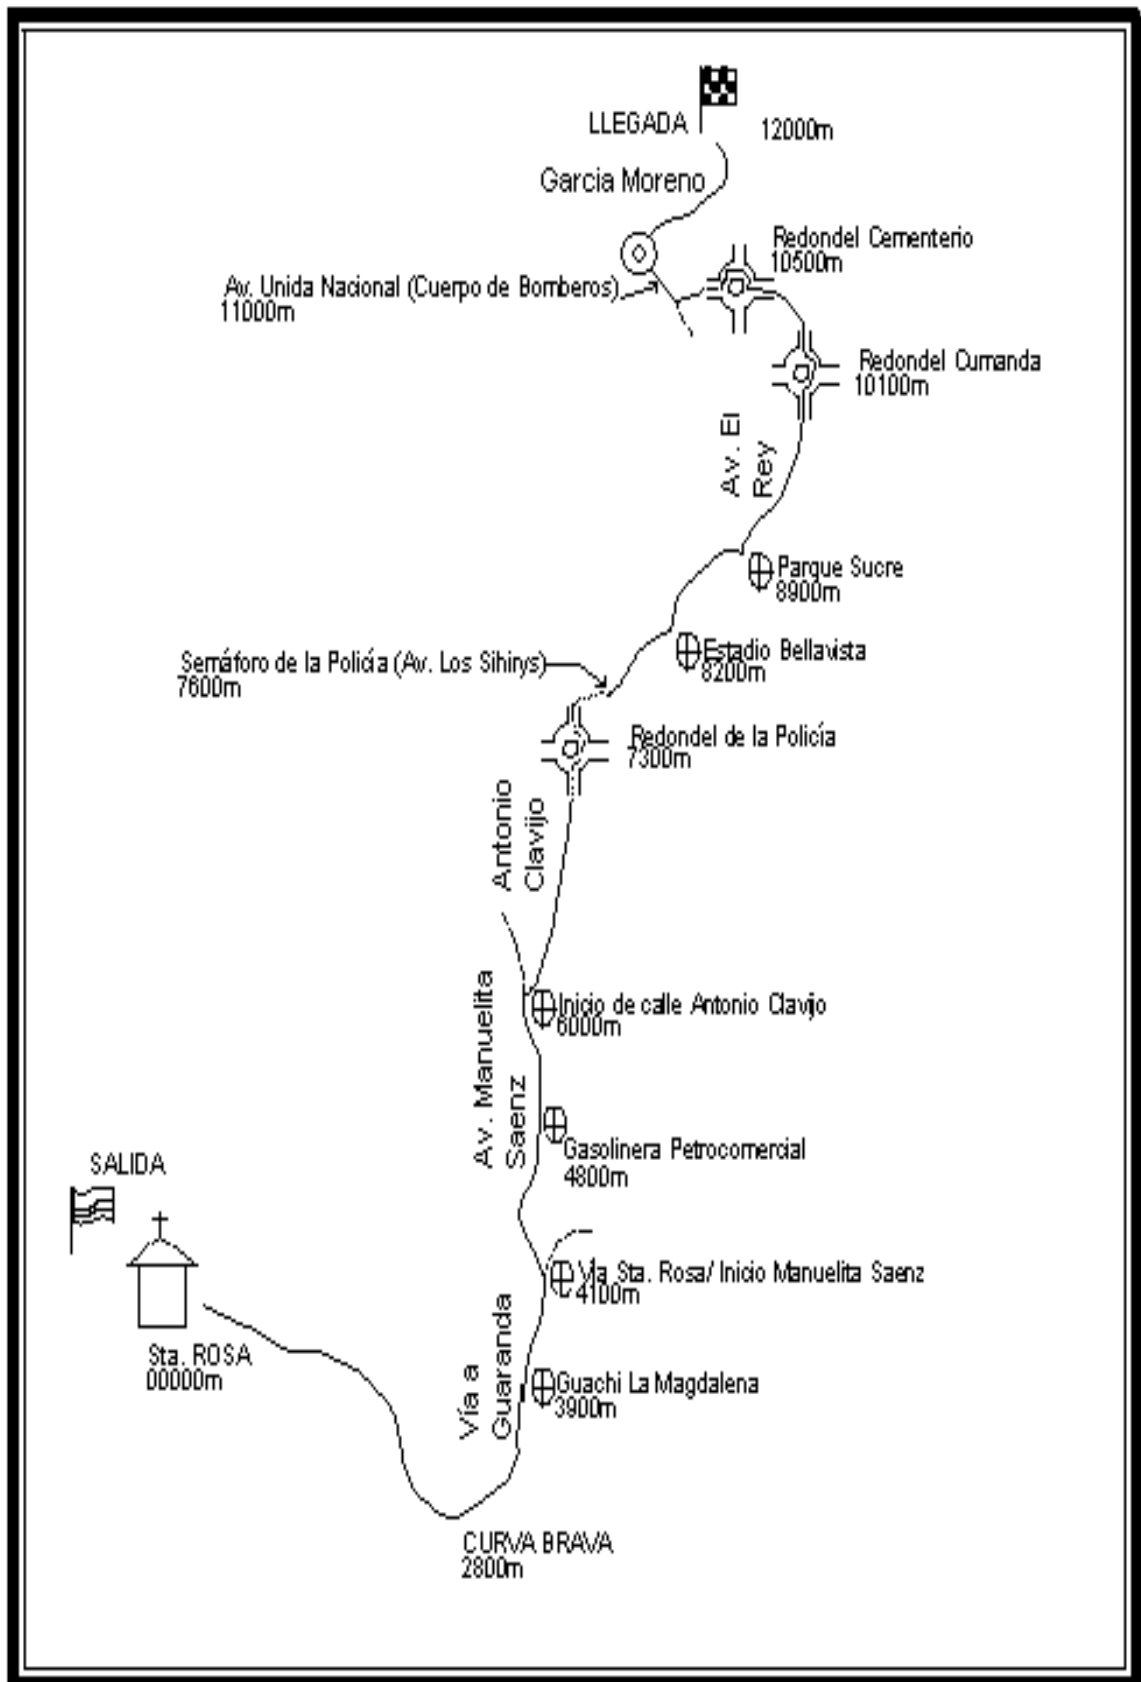 LLEGADA
12000m
Garcia Moreno
Redondel Cementerio
10500m
Av. Unida Nacional (Cuerpo de Bomberos)
11000m
Redondel Cumanda
10100m
Av. El
Rey
Parque Sucre
8900m
Estadio Bellavista
8200m
Semáforo de la Policía (Av. Los Sihirys)
7600m
Redondel de la Policía
7300m
Antonio
Clavijo
Inicio de calle Antonio Clavijo
6000m
Av. Manuelita
Saenz
Gasolinera Petrocomercial
4800m
SALIDA
Vía Sta. Rosa/ Inicio Manuelita Saenz
4100m
Sta. ROSA
00000m
Vía a
Guaranda
Guachi La Magdalena
3900m
CURVA BRAVA
2800m